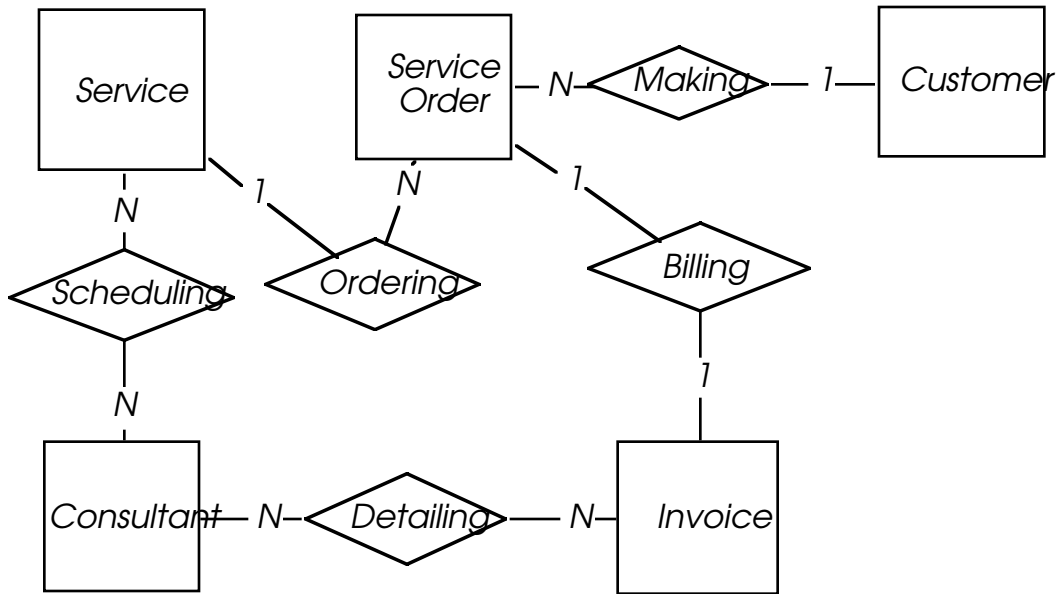 Service
Service
Order
N
Making
1
Customer
N
1
N
1
Scheduling
Ordering
Billing
N
1
Consultant
N
Detailing
N
Invoice